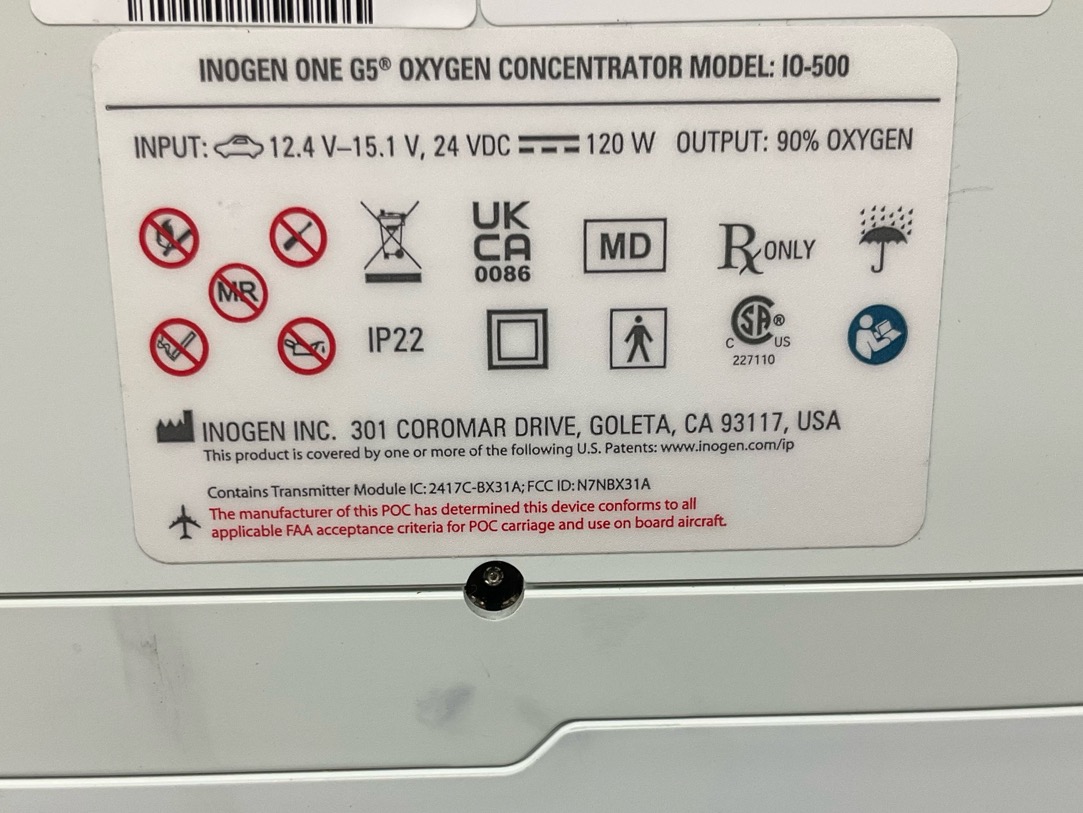 INOGEN ONE G5® OXYGEN CONCENTRATOR MODEL: IO-500
INPUT: 12.4 V–15.1 V, 24 VDC 120 W OUTPUT: 90% OXYGEN
UK
CA
0086
MD
Rx ONLY
MR
IP22
SA®
C US
227110
INOGEN INC. 301 COROMAR DRIVE, GOLETA, CA 93117, USA
This product is covered by one or more of the following U.S. Patents: www.inogen.com/ip
Contains Transmitter Module IC: 2417C-BX31A; FCC ID: N7NBX31A
The manufacturer of this POC has determined this device conforms to all
applicable FAA acceptance criteria for POC carriage and use on board aircraft.